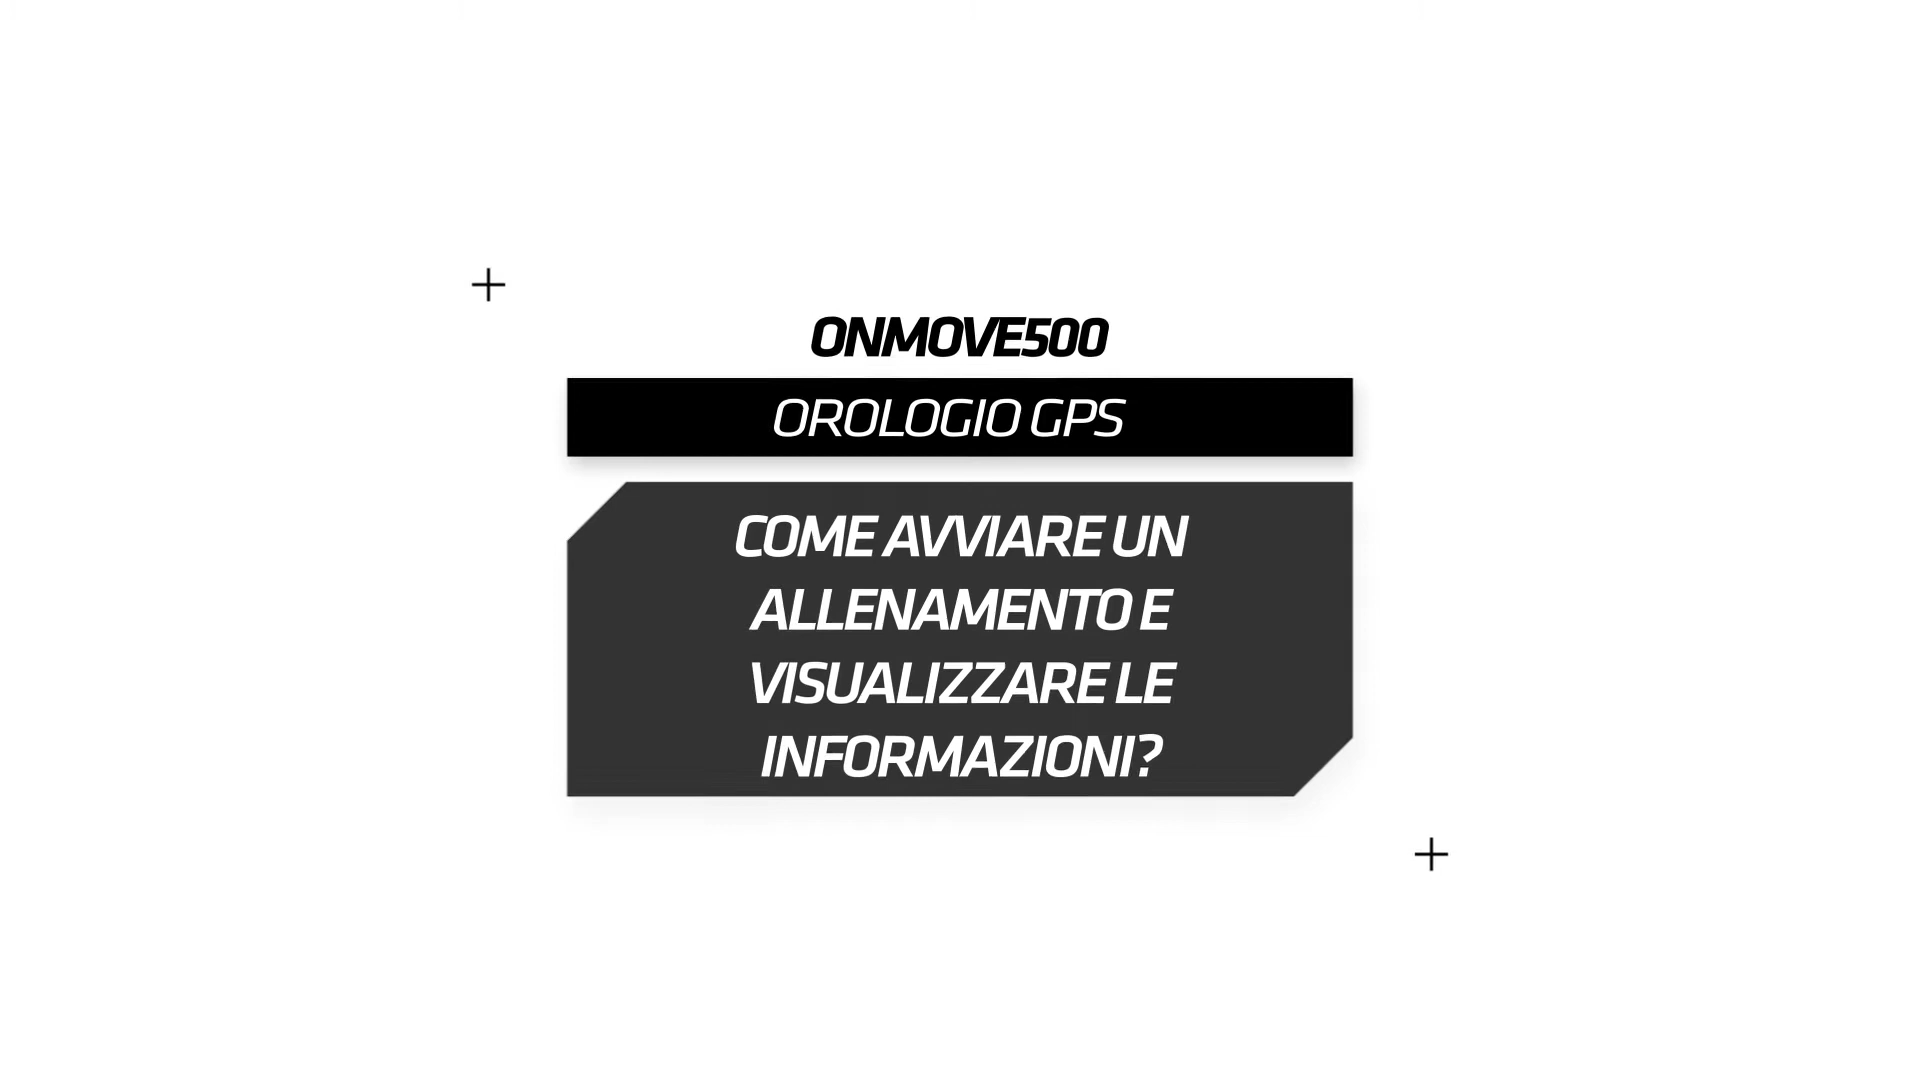 ONMOVE500
OROLOGIO GPS
COME AVVIARE UN
ALLENAMENTO E
VISUALIZZARE LE
INFORMAZIONI?